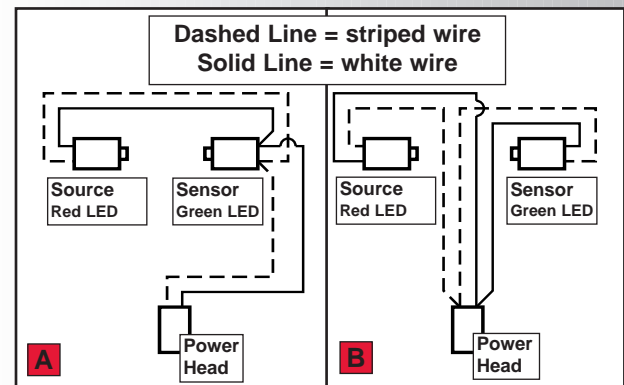 Dashed Line = striped wire
Solid Line = white wire
Source
Red LED
Sensor
Green LED
Power
Head
A
Source
Red LED
Sensor
Green LED
Power
Head
B